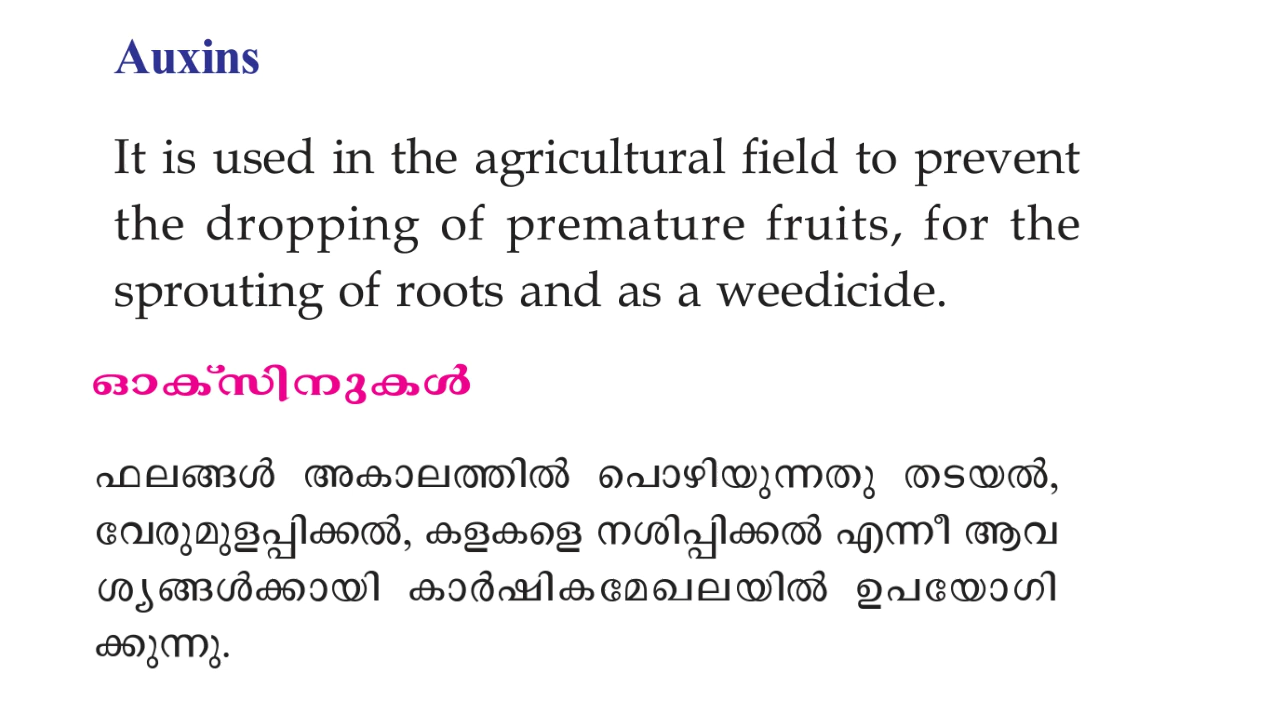 Auxins
It is used in the agricultural field to prevent
the dropping of premature fruits, for the
sprouting of roots and as a weedicide.
ഓക്സിനുകൾ
ഫലങ്ങൾ അകാലത്തിൽ പൊഴിയുന്നതു തടയൽ,
വേരുമുളപ്പിക്കൽ, കളകളെ നശിപ്പിക്കൽ എന്നീ ആവ
ശ്യങ്ങൾക്കായി കാർഷികമേഖലയിൽ ഉപയോഗി
ക്കുന്നു.